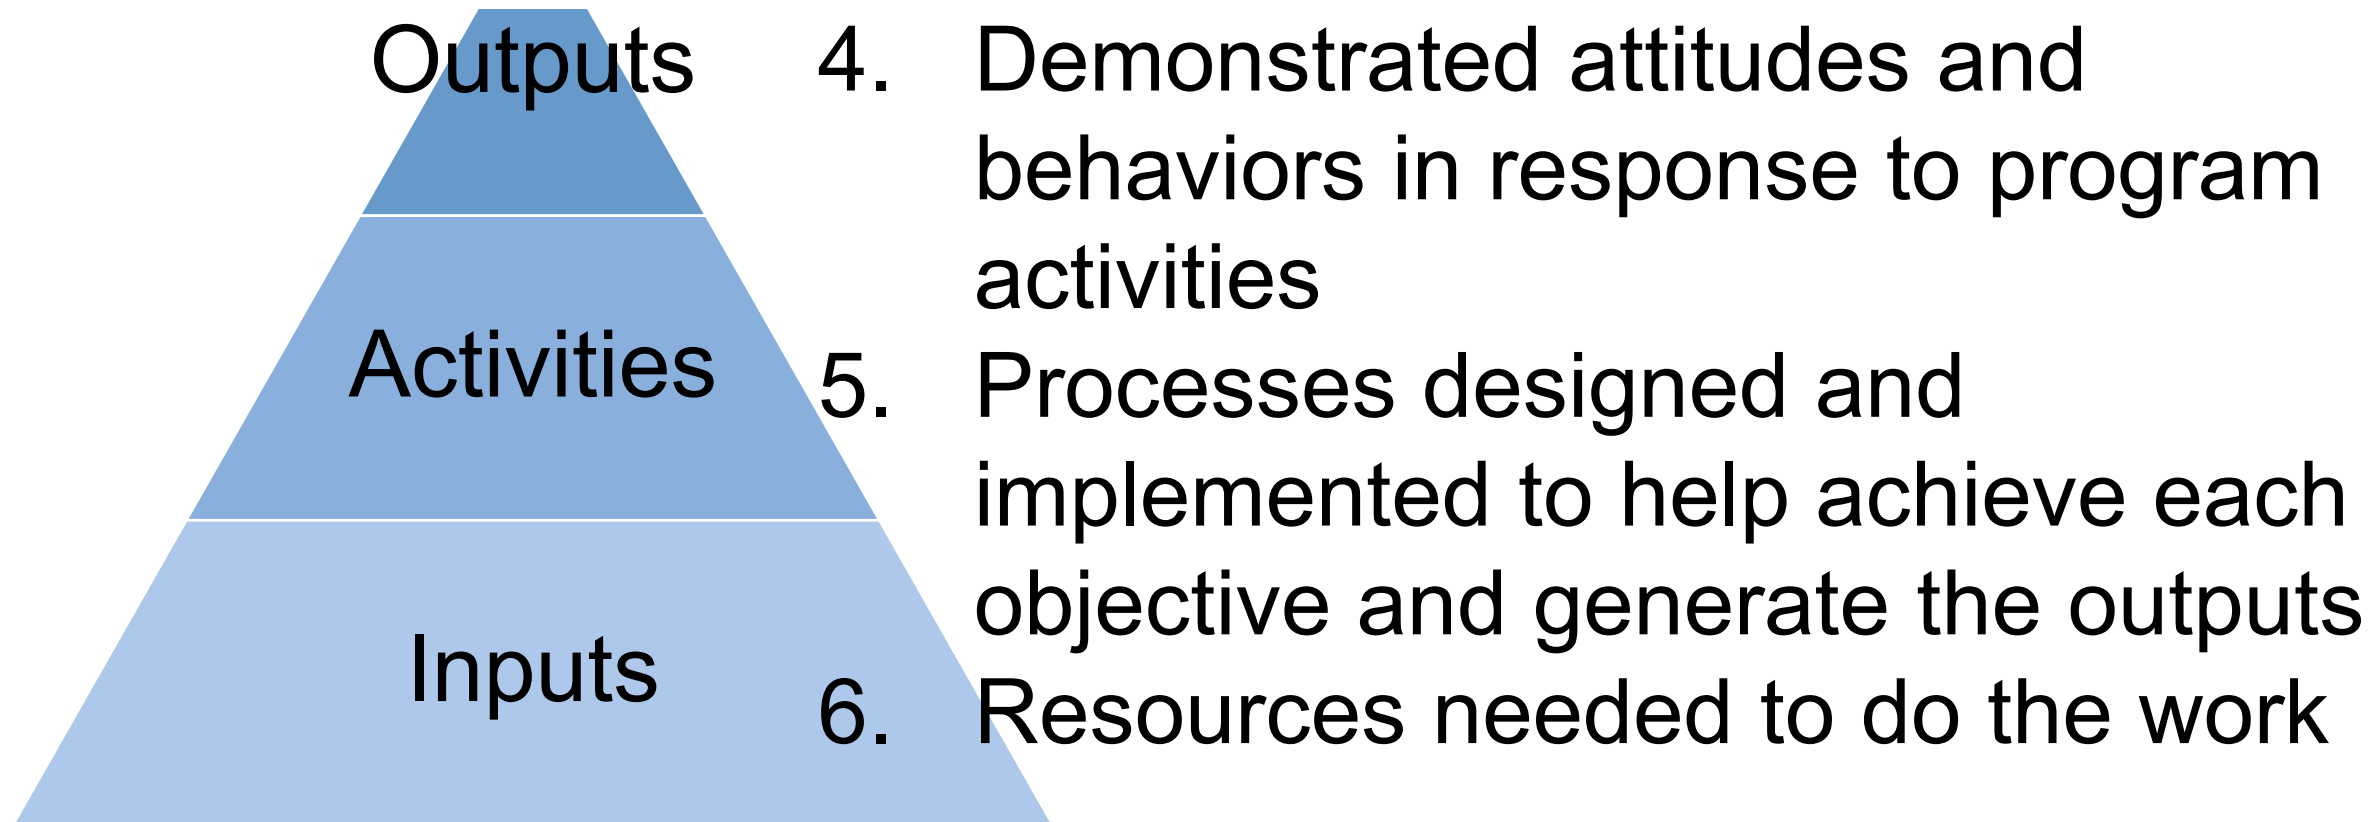 Outputs
Activities
Inputs
4. Demonstrated attitudes and
behaviors in response to program
activities
5. Processes designed and
implemented to help achieve each
objective and generate the outputs
6. Resources needed to do the work